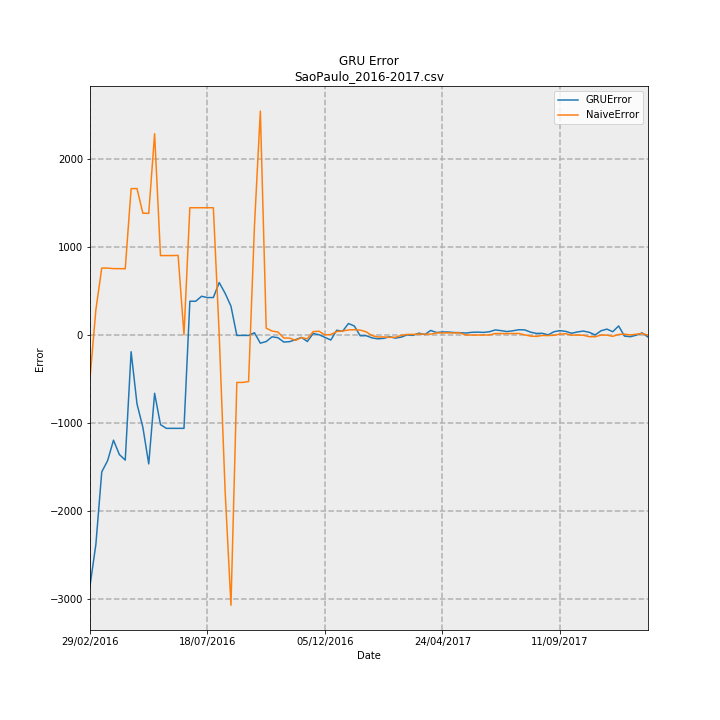 GRU Error
SaoPaulo_2016-2017.csv
GRUError
NaiveError
2000
1000
0
−1000
−2000
−3000
Error
29/02/2016 18/07/2016 05/12/2016 24/04/2017 11/09/2017
Date